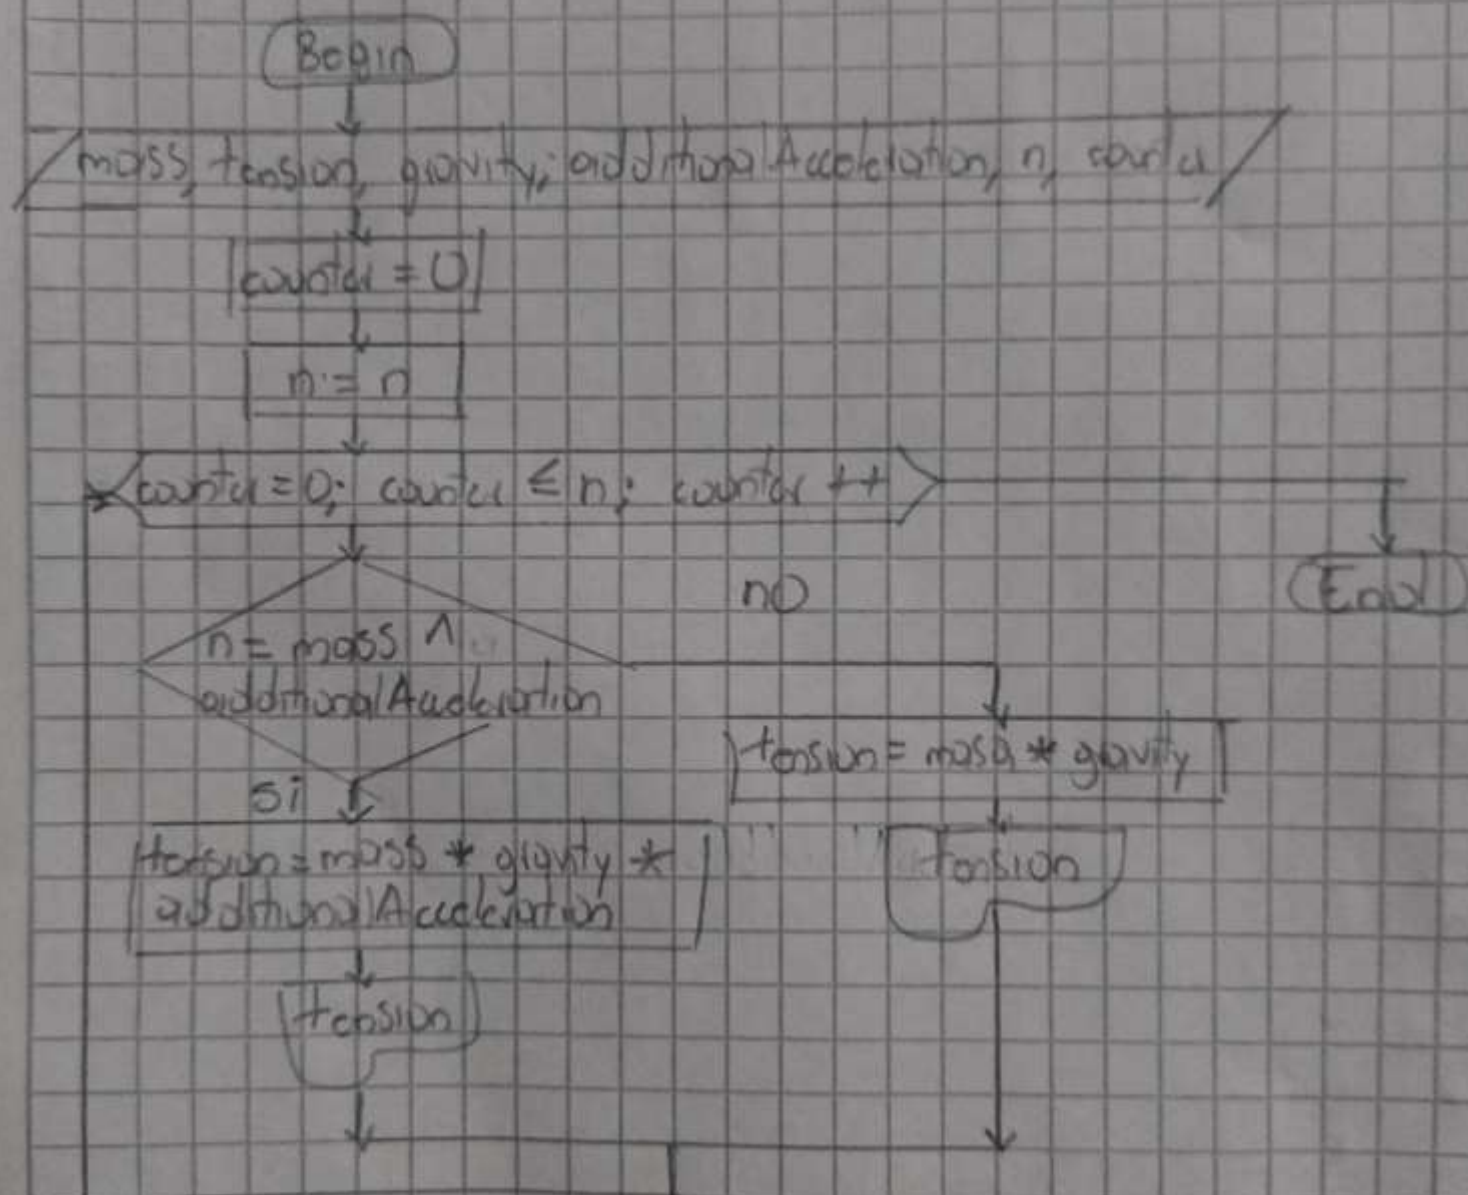 Begin
mass, tension, gravity; additionalAcceleration, n, counter
counter = 0
n = n
counter = 0; counter ≤ n; counter ++
no
End
n = mass ^
additionalAcceleration
tension = mass * gravity
si
tension = mass * gravity *
additionalAcceleration
tension
tension